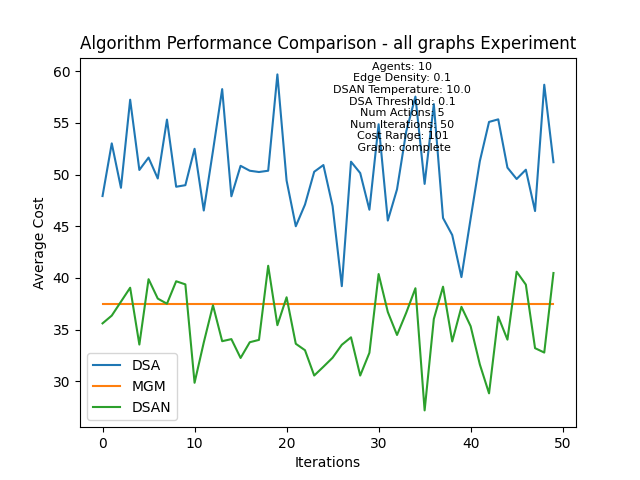 Algorithm Performance Comparison - all graphs Experiment
Agents: 10
Edge Density: 0.1
DSAN Temperature: 10.0
DSA Threshold: 0.1
Num Actions: 5
Num Iterations: 50
Cost Range: 101
Graph: complete
Average Cost
60
55
50
45
40
35
30
DSA
MGM
DSAN
0
10
20
30
40
50
Iterations